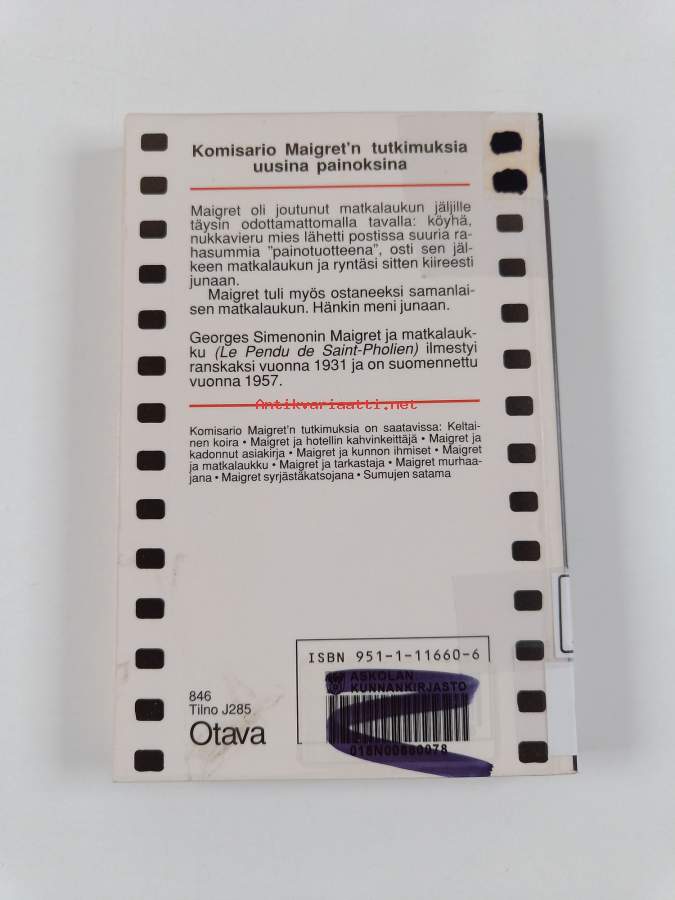 Komisario Maigret'n tutkimuksia
uusina painoksina
Maigret oli joutunut matkalaukun jäljille
täysin odottamattomalla tavalla: köyhä,
nukkavieru mies lähetti postissa suuria ra-
hasummia "painotuotteena", osti sen jäl-
keen matkalaukun ja ryntäsi sitten kiireesti
junaan.
Maigret tuli myös ostaneeksi samanlai-
sen matkalaukun. Hänkin meni junaan.
Georges Simenonin Maigret ja matkalauk-
ku (Le Pendu de Saint-Pholien) ilmestyi
ranskaksi vuonna 1931 ja on suomennettu
vuonna 1957.
Antikvariaatti.net
Komisario Maigret'n tutkimuksia on saatavissa: Keltai-
nen koira • Maigret ja hotellin kahvinkeittäjä • Maigret ja
kadonnut asiakirja • Maigret ja kunnon ihmiset • Maigret
ja matkalaukku • Maigret ja tarkastaja • Maigret murhaa-
jana • Maigret syrjästäkatsojana • Sumujen satama
ISBN 951-1-11660-6
ASKOLAN
KUNNANKIRJASTO
846
Tilno J285
Otava